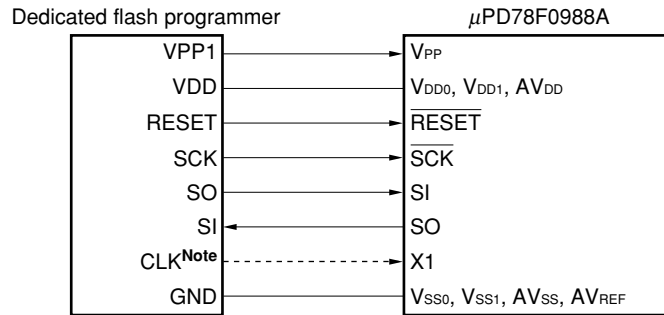 Dedicated flash programmer μPD78F0988A
VPP1 VPP
VDD VDD0, VDD1, AVDD
RESET RESET
SCK SCK
SO SI
SI SO
CLKNote X1
GND VSS0, VSS1, AVSS, AVREF